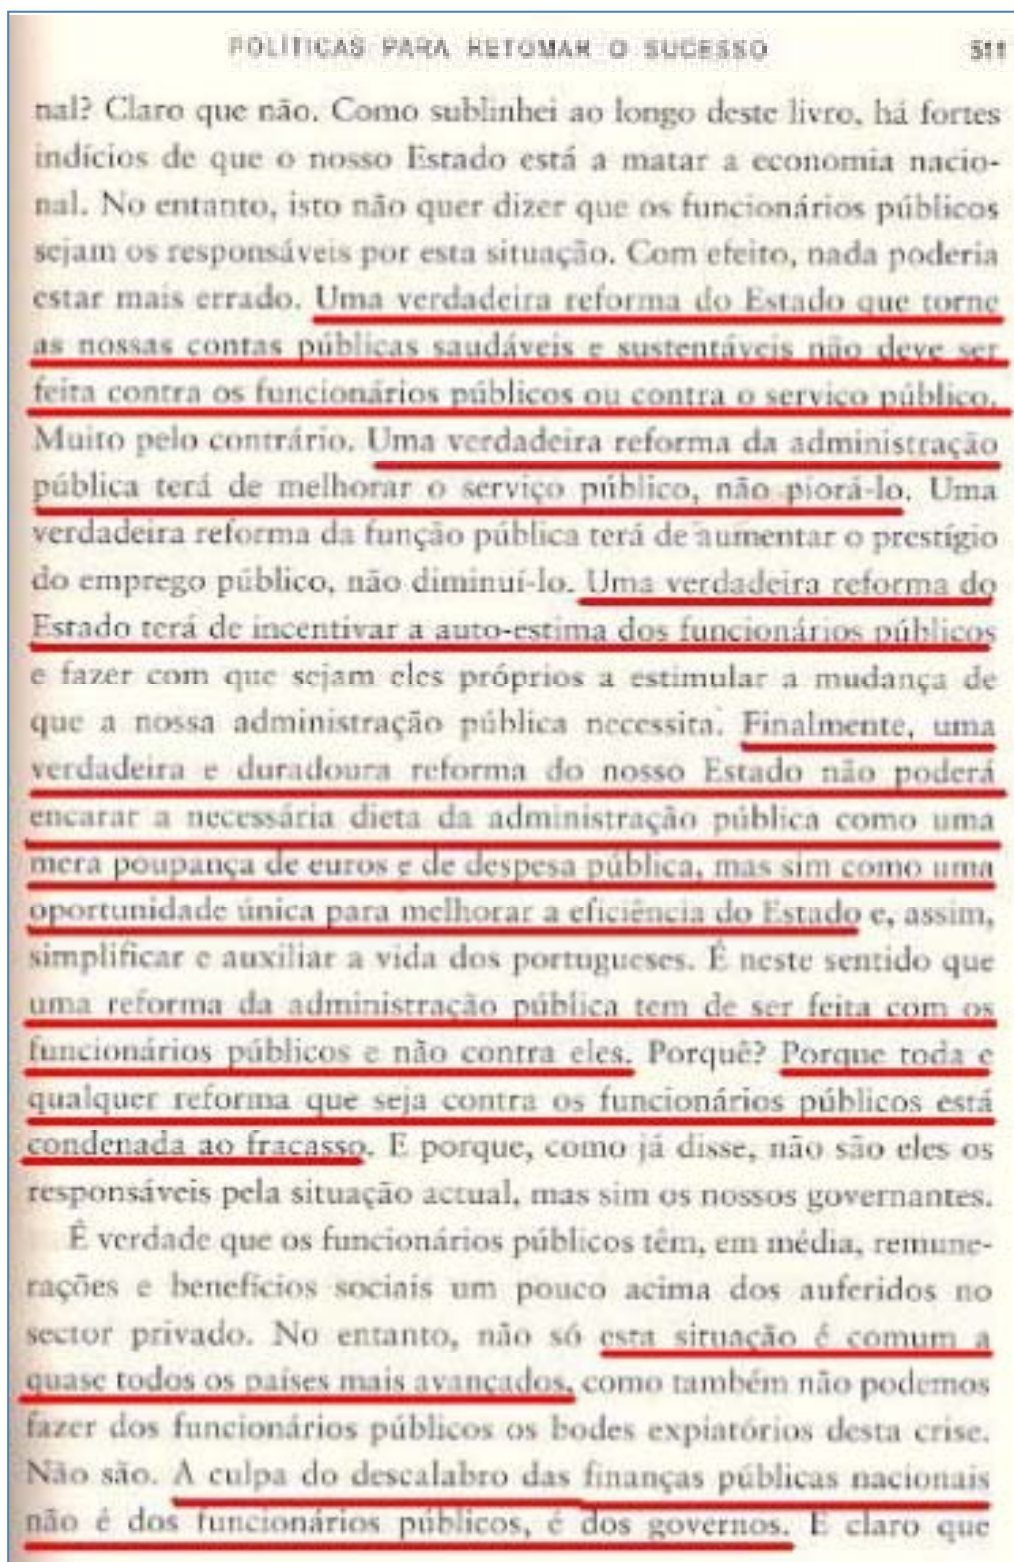 POLÍTICAS PARA RETOMAR O SUCESSO 511
nal? Claro que não. Como sublinhei ao longo deste livro, há fortes
indícios de que o nosso Estado está a matar a economia nacio-
nal. No entanto, isto não quer dizer que os funcionários públicos
sejam os responsáveis por esta situação. Com efeito, nada poderia
estar mais errado. Uma verdadeira reforma do Estado que torne
as nossas contas públicas saudáveis e sustentáveis não deve ser
feita contra os funcionários públicos ou contra o serviço público.
Muito pelo contrário. Uma verdadeira reforma da administração
pública terá de melhorar o serviço público, não piorá-lo. Uma
verdadeira reforma da função pública terá de aumentar o prestígio
do emprego público, não diminuí-lo. Uma verdadeira reforma do
Estado terá de incentivar a auto-estima dos funcionários públicos
e fazer com que sejam eles próprios a estimular a mudança de
que a nossa administração pública necessita. Finalmente, uma
verdadeira e duradoura reforma do nosso Estado não poderá
encarar a necessária dieta da administração pública como uma
mera poupança de euros e de despesa pública, mas sim como uma
oportunidade única para melhorar a eficiência do Estado e, assim,
simplificar e auxiliar a vida dos portugueses. É neste sentido que
uma reforma da administração pública tem de ser feita com os
funcionários públicos e não contra eles. Porquê? Porque toda e
qualquer reforma que seja contra os funcionários públicos está
condenada ao fracasso. E porque, como já disse, não são eles os
responsáveis pela situação actual, mas sim os nossos governantes.
É verdade que os funcionários públicos têm, em média, remune-
rações e benefícios sociais um pouco acima dos auferidos no
sector privado. No entanto, não só esta situação é comum a
quase todos os países mais avançados, como também não podemos
fazer dos funcionários públicos os bodes expiatórios desta crise.
Não são. A culpa do descalabro das finanças públicas nacionais
não é dos funcionários públicos, é dos governos. É claro que